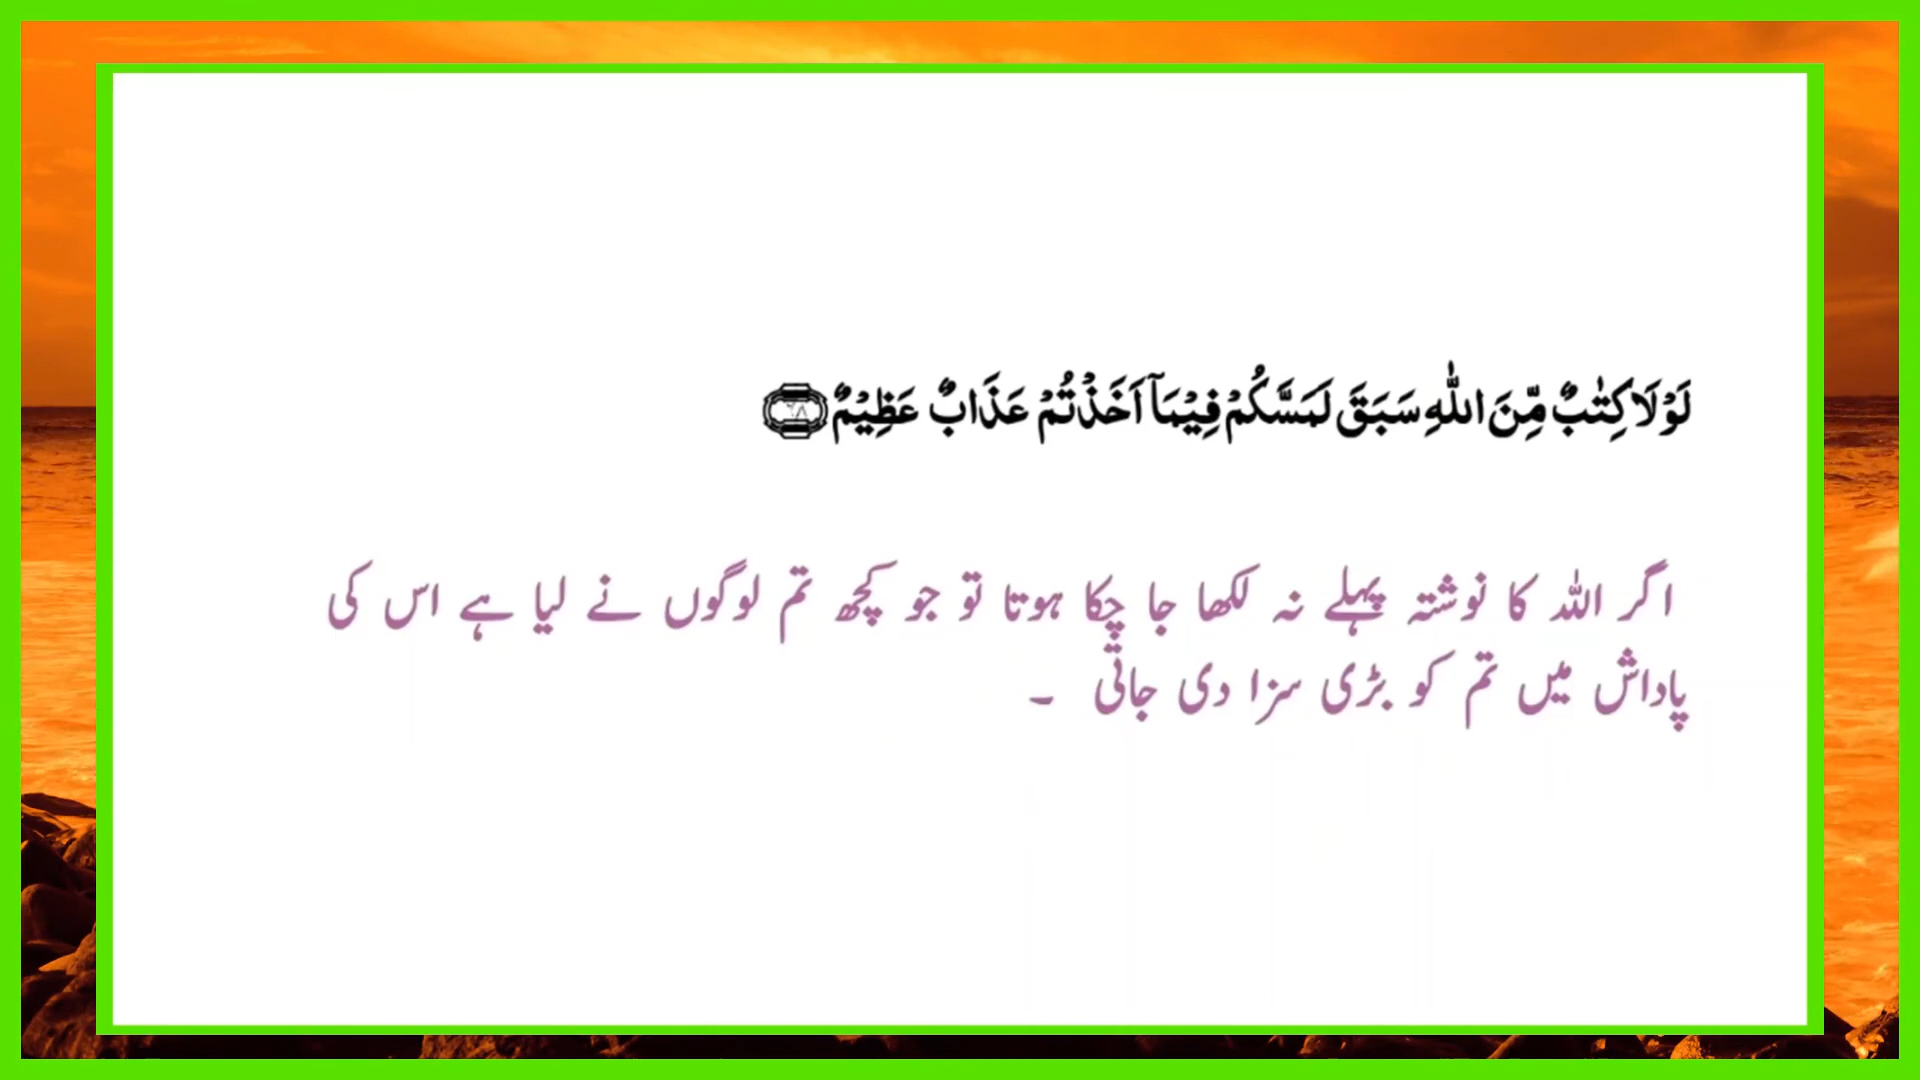 لَوۡلَا كِتٰبٌ مِّنَ اللّٰهِ سَبَقَ لَمَسَّكُمۡ فِيۡمَاۤ اَخَذۡتُمۡ عَذَابٌ عَظِيۡمٌ ﴿۶۸﴾
اگر اللہ کا نوشتہ پہلے نہ لکھا جا چکا ہوتا تو جو کچھ تم لوگوں نے لیا ہے اس کی
پاداش میں تم کو بڑی سزا دی جاتی ۔